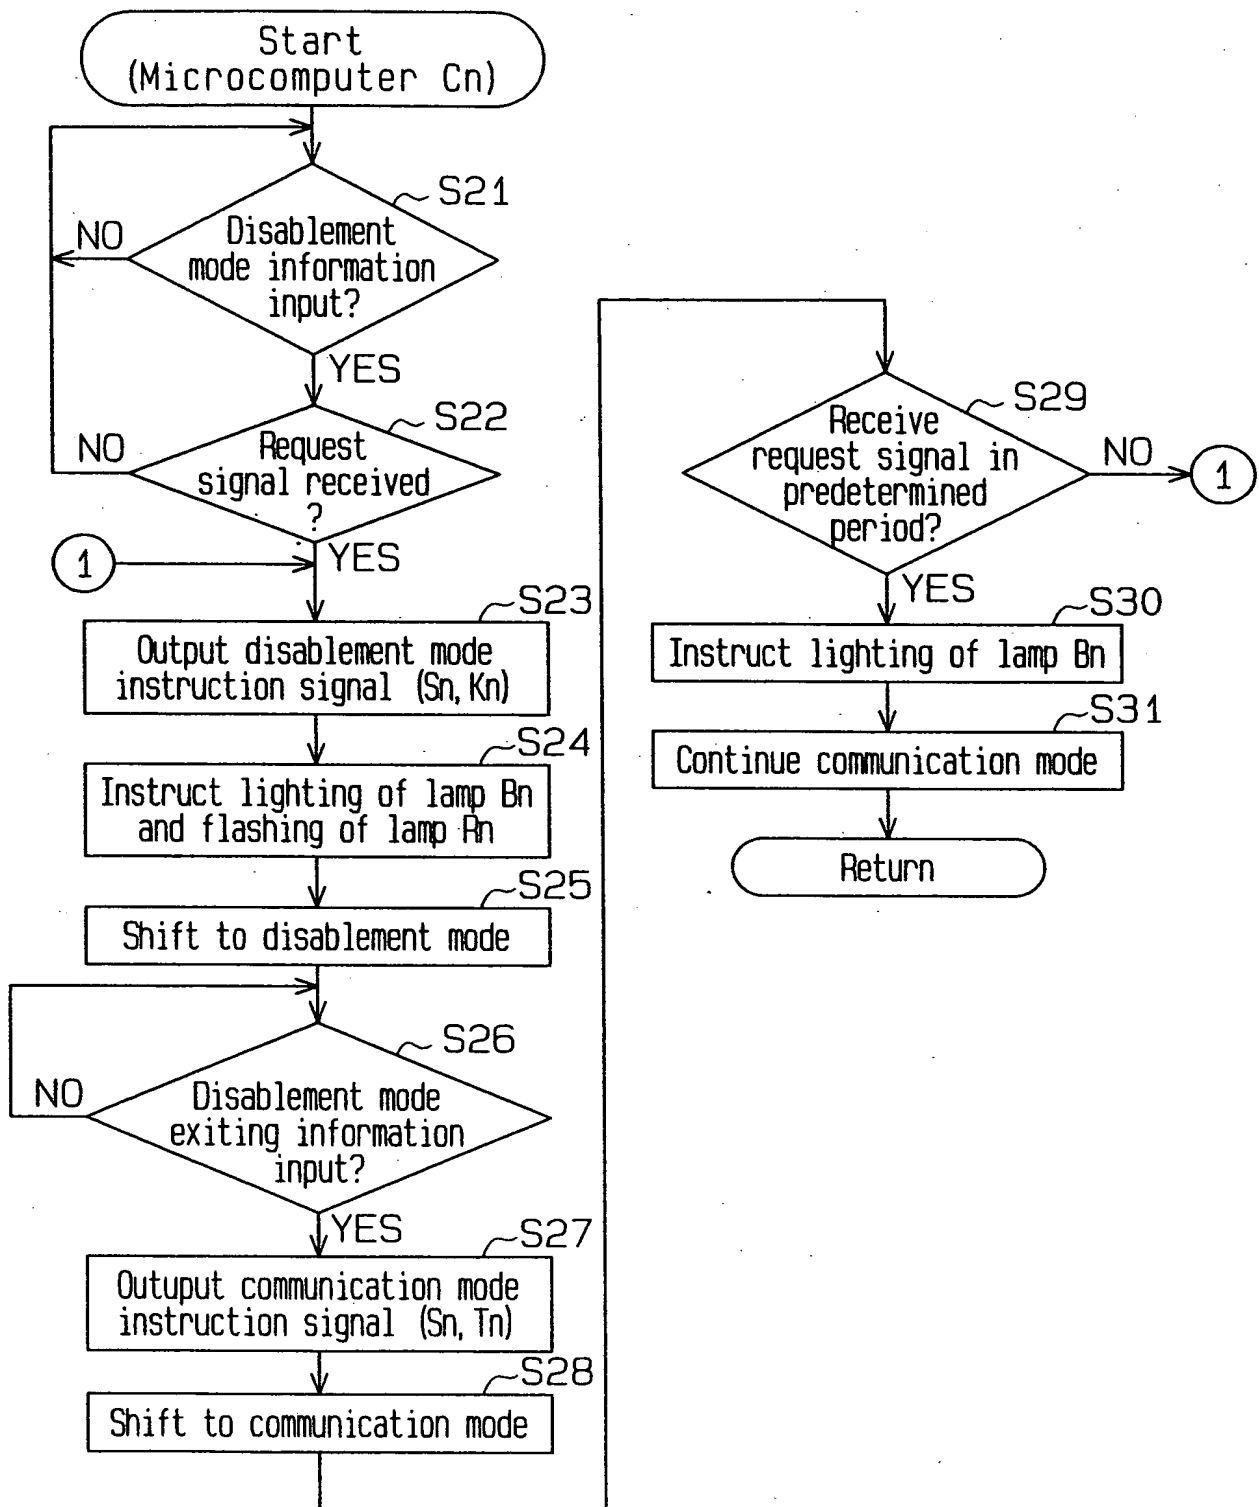 Start
(Microcomputer Cn)
S21
NO
Disablement
mode information
input?
YES
S22
NO
Request
signal received
?
YES
1
S23
Output disablement mode
instruction signal (Sn, Kn)
S24
Instruct lighting of lamp Bn
and flashing of lamp Rn
S25
Shift to disablement mode
S26
NO
Disablement mode
exiting information
input?
YES
S27
Outuput communication mode
instruction signal (Sn, Tn)
S28
Shift to communication mode
S29
Receive
request signal in
predetermined
period?
NO
1
YES
S30
Instruct lighting of lamp Bn
S31
Continue communication mode
Return